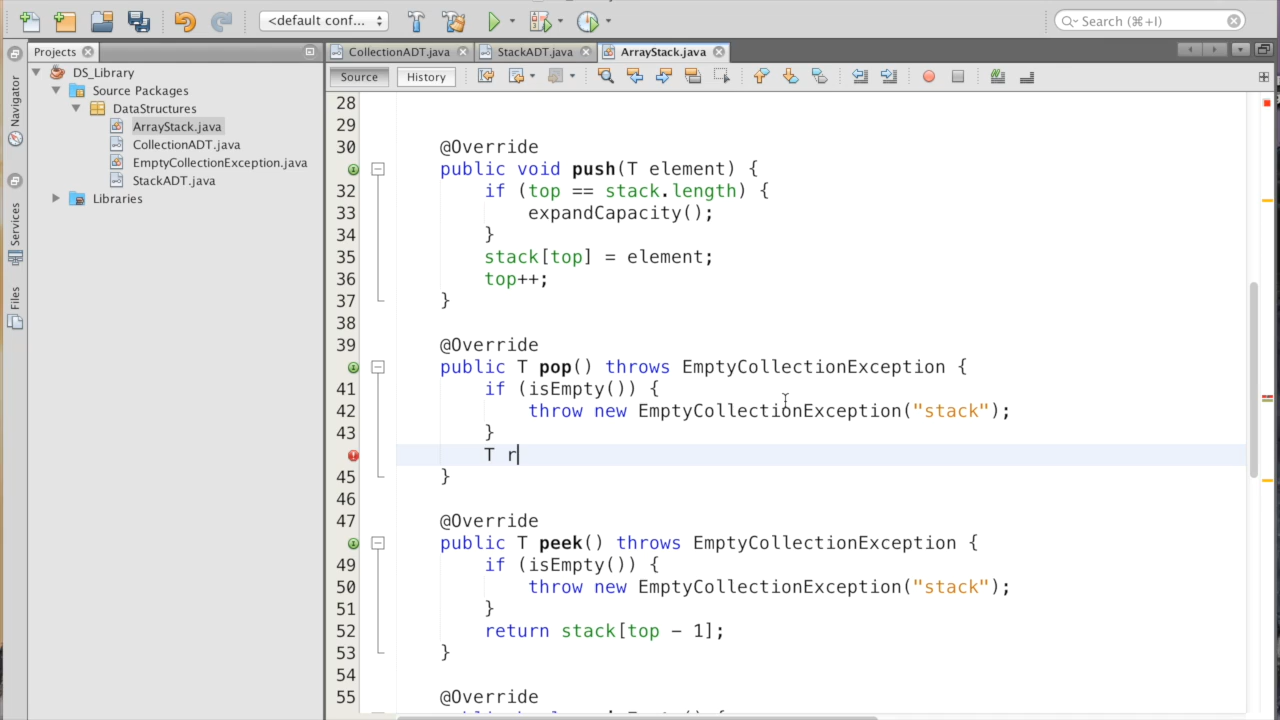 <default conf...
Search (⌘+I)
Projects
CollectionADT.java
StackADT.java
ArrayStack.java
Source
History
Navigator
Services
Files
DS_Library
Source Packages
DataStructures
ArrayStack.java
CollectionADT.java
EmptyCollectionException.java
StackADT.java
Libraries
28
29
30 @Override
public void push(T element) {
32 if (top == stack.length) {
33 expandCapacity();
34 }
35 stack[top] = element;
36 top++;
37 }
38
39 @Override
public T pop() throws EmptyCollectionException {
41 if (isEmpty()) {
42 throw new EmptyCollectionException("stack");
43 }
T r
45 }
46
47 @Override
public T peek() throws EmptyCollectionException {
49 if (isEmpty()) {
50 throw new EmptyCollectionException("stack");
51 }
52 return stack[top - 1];
53 }
54
55 @Override